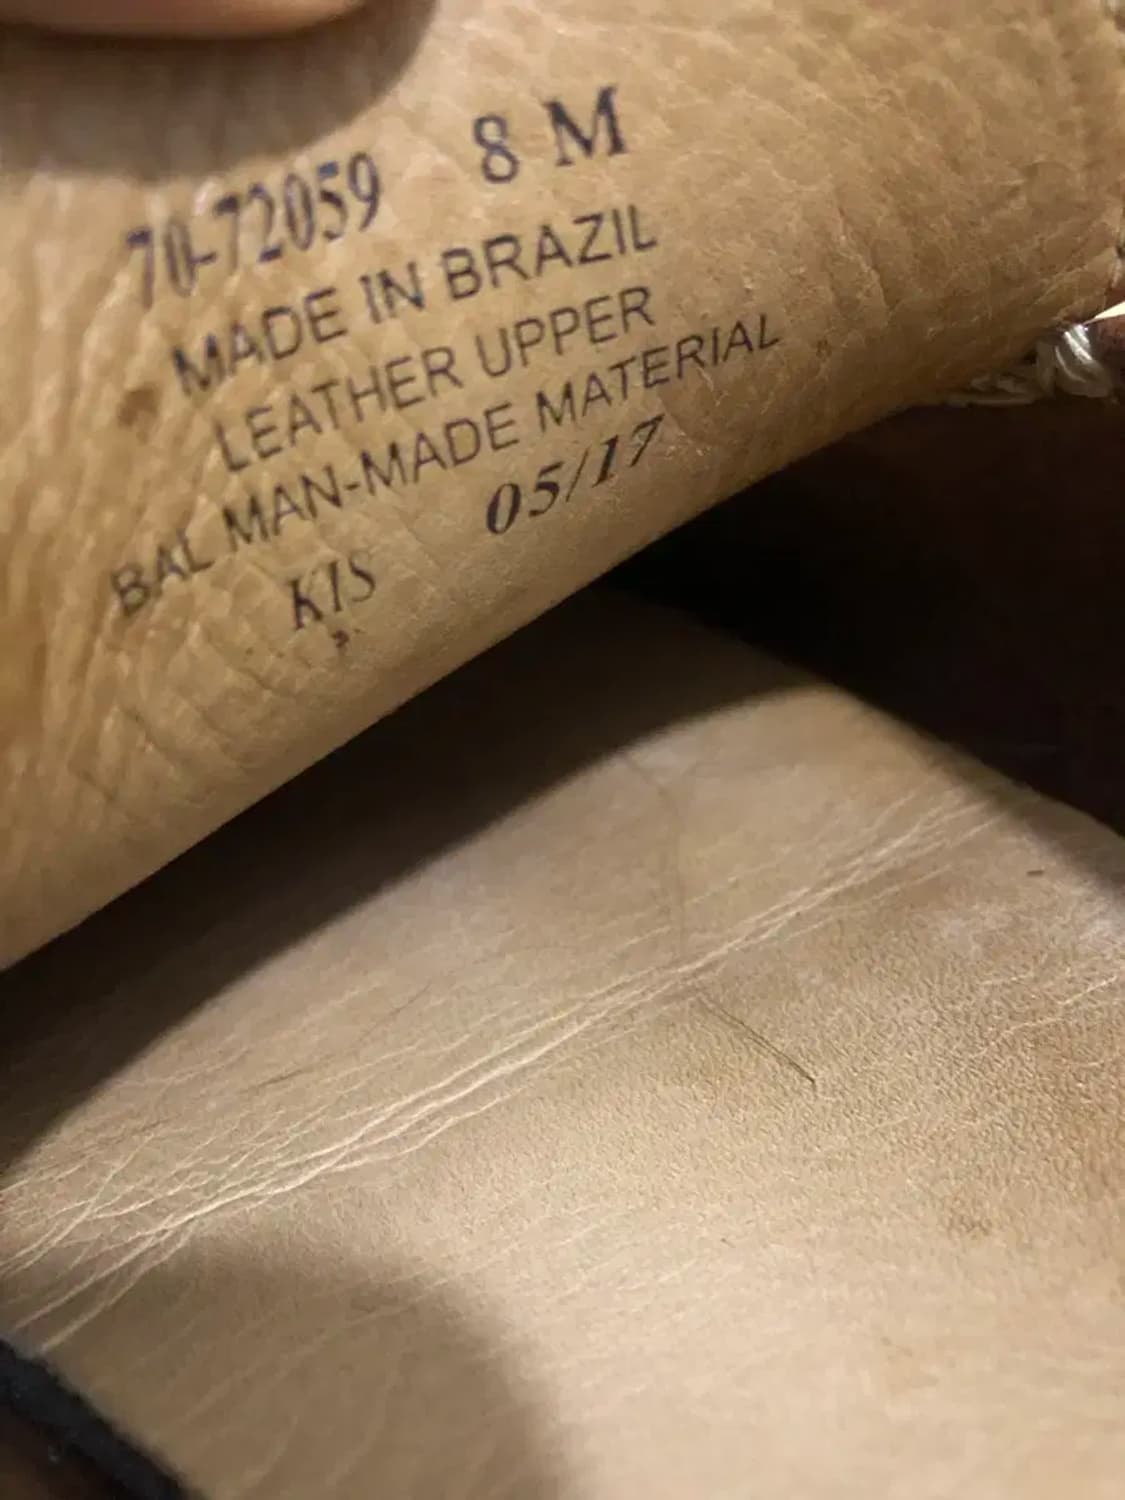 70-72059 8 M
MADE IN BRAZIL
LEATHER UPPER
BAL MAN-MADE MATERIAL
05/17
KIS